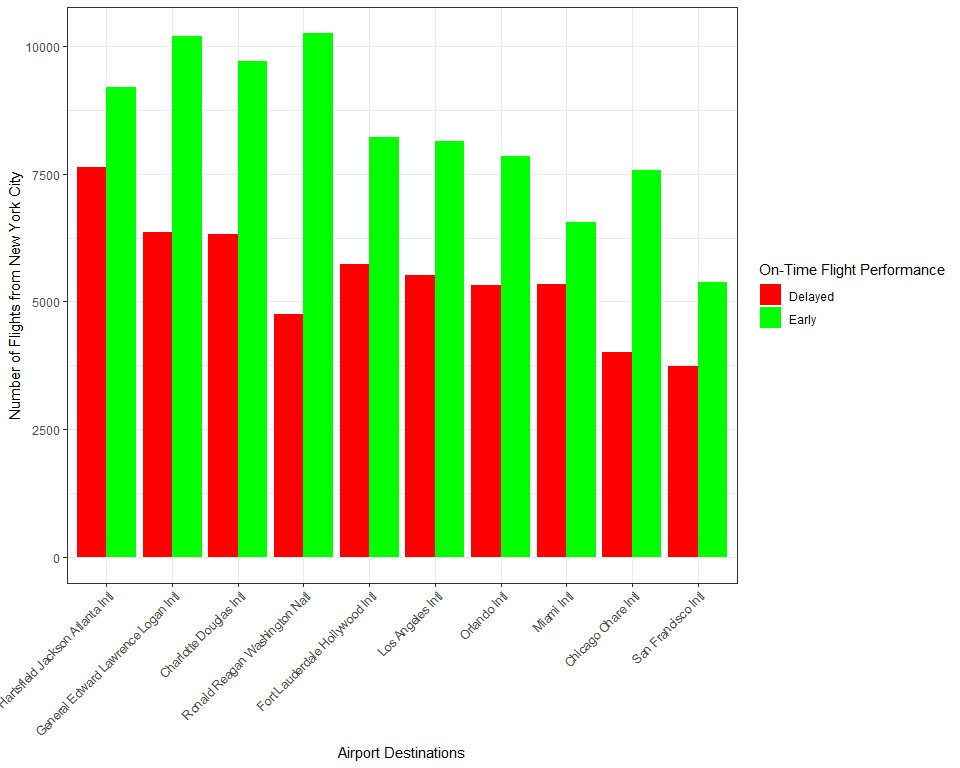 10000
7500
5000
2500
0
Number of Flights from New York City
Hartsfield Jackson Atlanta Intl
General Edward Lawrence Logan Intl
Charlotte Douglas Intl
Ronald Reagan Washington Natl
Fort Lauderdale Hollywood Intl
Los Angeles Intl
Orlando Intl
Miami Intl
Chicago Ohare Intl
San Francisco Intl
Airport Destinations
On-Time Flight Performance
Delayed
Early